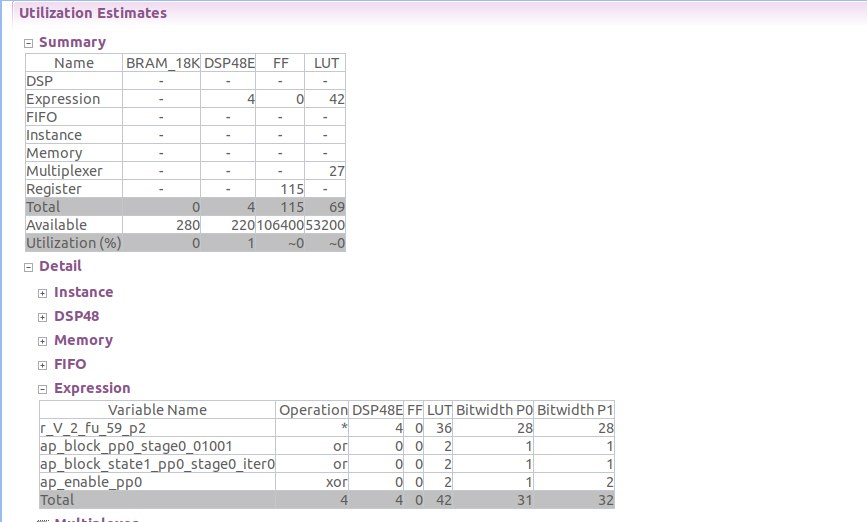 Utilization Estimates
Summary
Name BRAM_18K DSP48E FF LUT
DSP - - - -
Expression - 4 0 42
FIFO - - - -
Instance - - - -
Memory - - - -
Multiplexer - - - 27
Register - - 115 -
Total 0 4 115 69
Available 280 220 106400 53200
Utilization (%) 0 1 ~0 ~0
Detail
Instance
DSP48
Memory
FIFO
Expression
Variable Name Operation DSP48E FF LUT Bitwidth P0 Bitwidth P1
r_V_2_fu_59_p2 * 4 0 36 28 28
ap_block_pp0_stage0_01001 or 0 0 2 1 1
ap_block_state1_pp0_stage0_iter0 or 0 0 2 1 1
ap_enable_pp0 xor 0 0 2 1 2
Total 4 4 0 42 31 32